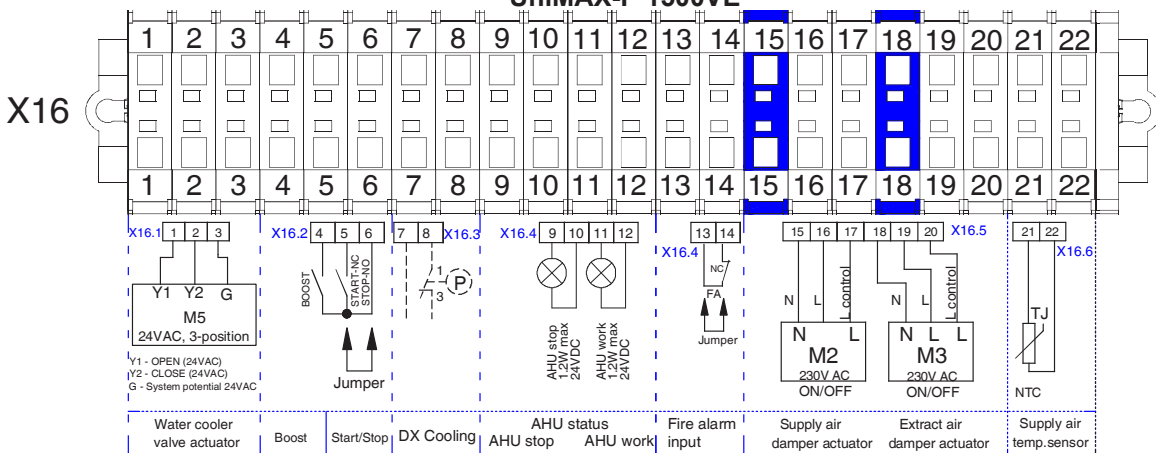 UniMAX-P 1500VE
1 2 3 4 5 6 7 8 9 10 11 12 13 14 15 16 17 18 19 20 21 22
X16
1 2 3 4 5 6 7 8 9 10 11 12 13 14 15 16 17 18 19 20 21 22
X16.1 1 2 3 X16.2 4 5 6 7 8 X16.3 X16.4 9 10 11 12 13 14 15 16 17 18 19 20 X16.5 21 22
X16.4 X16.6
Y1 Y2 G
M5
24VAC, 3-position
Y1 - OPEN (24VAC)
Y2 - CLOSE (24VAC)
G - System potential 24VAC
BOOST
START-NC
STOP-NO
Jumper
1
P
3
AHU stop
1.2W max
24VDC
AHU work
1.2W max
24VDC
NC
FA
Jumper
N L L control
N L
M2
230V AC
ON/OFF
N L L control
N L L
M3
230V AC
ON/OFF
TJ
NTC
Water cooler
valve actuator
Boost
Start/Stop
DX Cooling
AHU status
AHU stop AHU work
Fire alarm
input
Supply air
damper actuator
Extract air
damper actuator
Supply air
temp.sensor